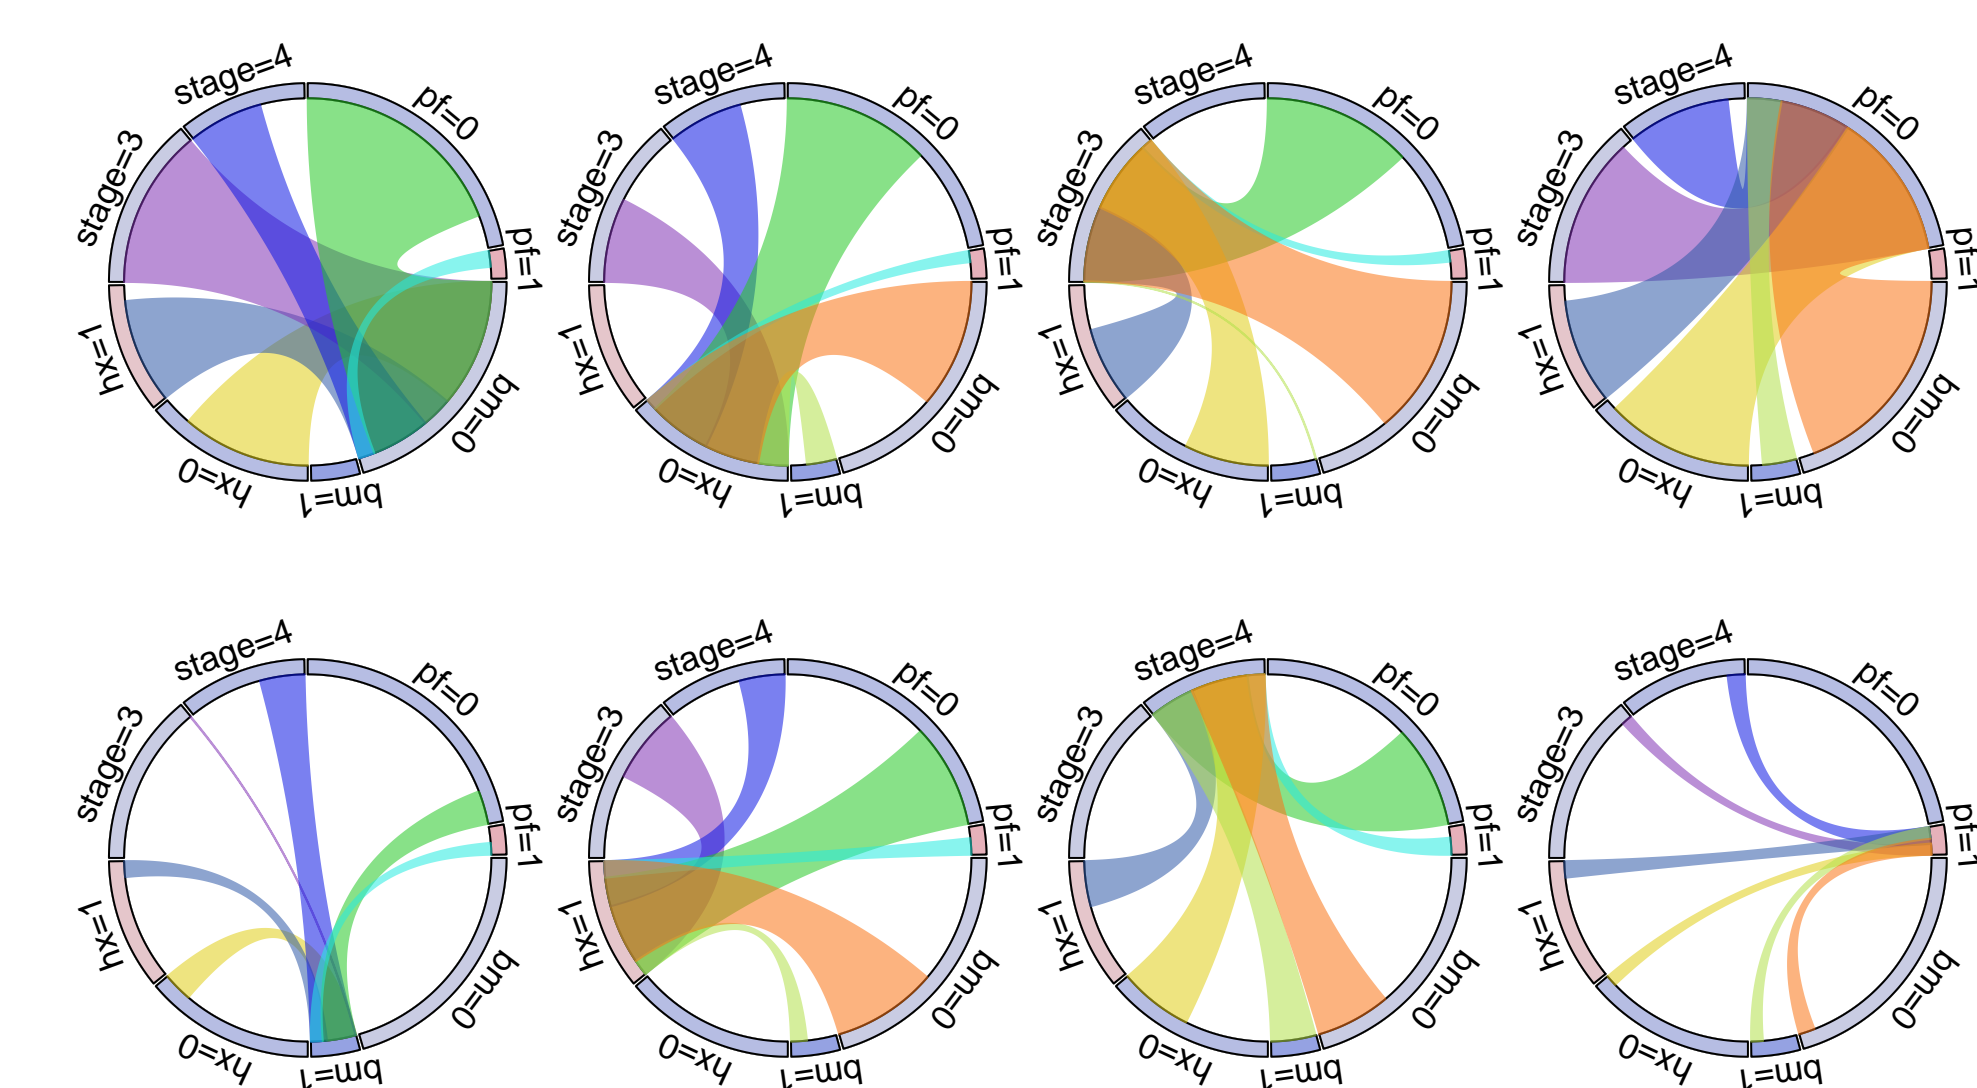 stage=4
pf=0
stage=3
pf=1
hx=1
bm=0
hx=0
bm=1
stage=4
pf=0
stage=3
pf=1
hx=1
bm=0
hx=0
bm=1
stage=4
pf=0
stage=3
pf=1
hx=1
bm=0
hx=0
bm=1
stage=4
pf=0
stage=3
pf=1
hx=1
bm=0
hx=0
bm=1
stage=4
pf=0
stage=3
pf=1
hx=1
bm=0
hx=0
bm=1
stage=4
pf=0
stage=3
pf=1
hx=1
bm=0
hx=0
bm=1
stage=4
pf=0
stage=3
pf=1
hx=1
bm=0
hx=0
bm=1
stage=4
pf=0
stage=3
pf=1
hx=1
bm=0
hx=0
bm=1